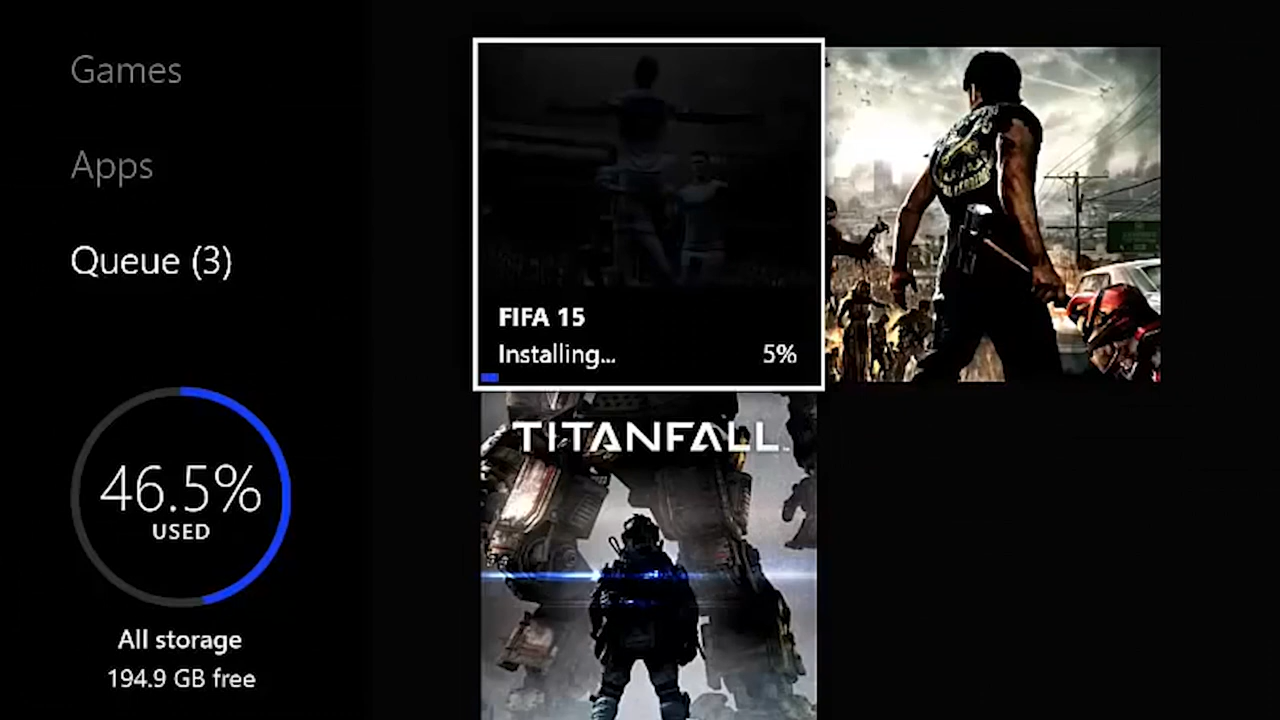 Games
Apps
Queue (3)
46.5%
USED
All storage
194.9 GB free
FIFA 15
Installing... 5%
TITANFALL